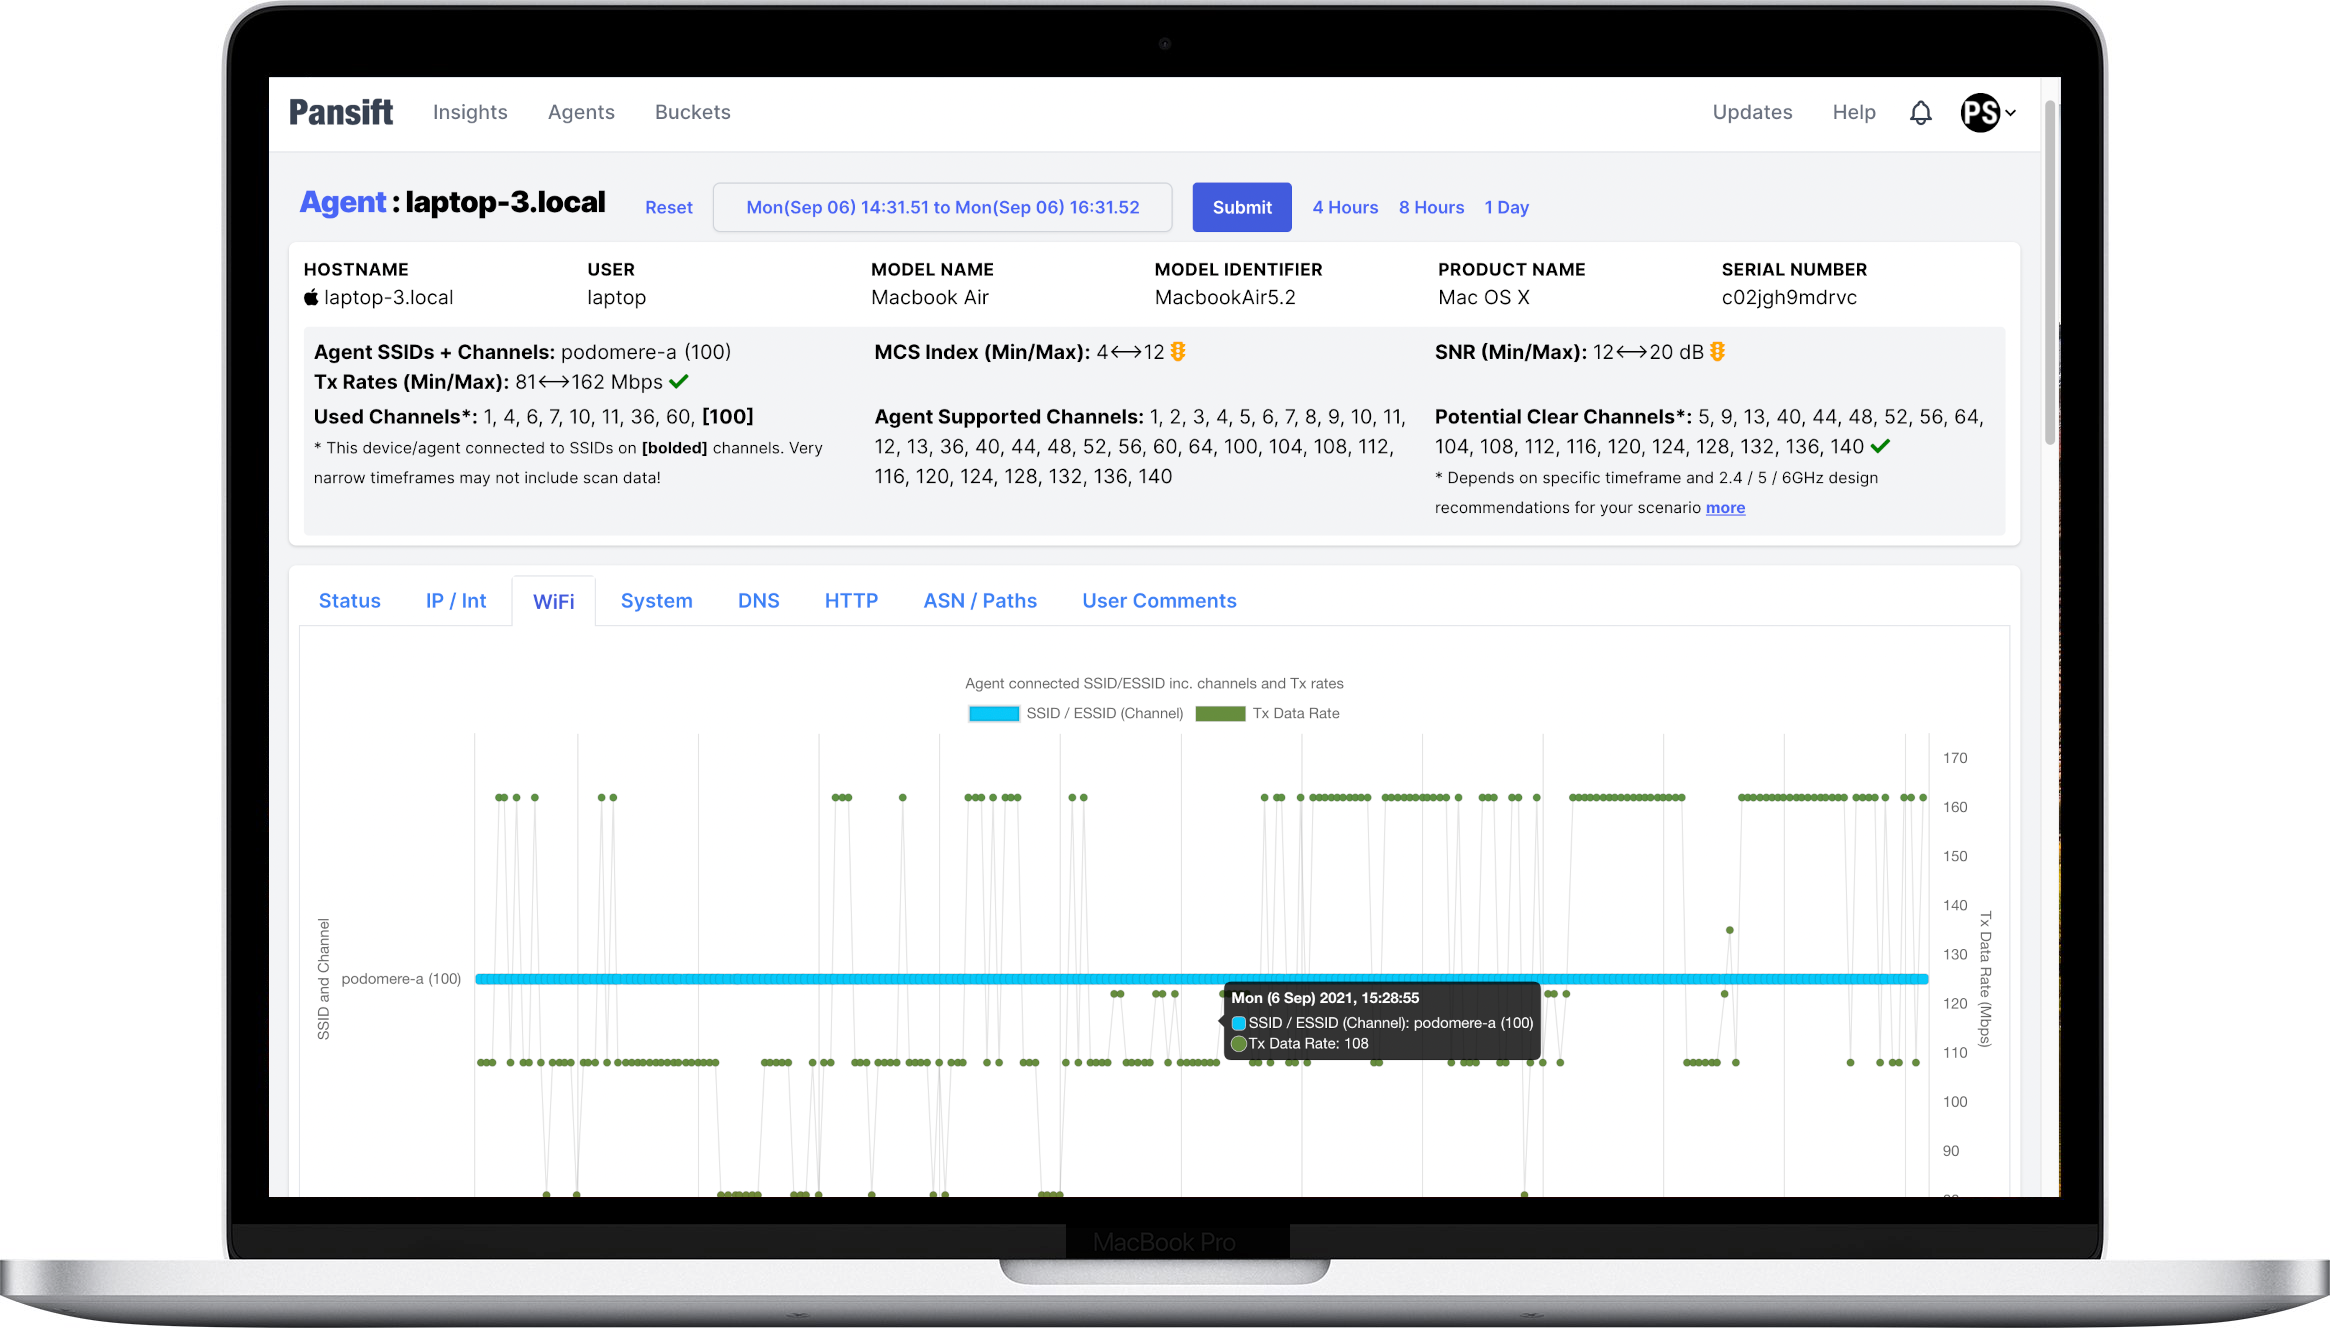 Pansift Insights Agents Buckets Updates Help PS
Agent : laptop-3.local Reset Mon(Sep 06) 14:31.51 to Mon(Sep 06) 16:31.52 Submit 4 Hours 8 Hours 1 Day
HOSTNAME USER MODEL NAME MODEL IDENTIFIER PRODUCT NAME SERIAL NUMBER
laptop-3.local laptop Macbook Air MacbookAir5.2 Mac OS X c02jgh9mdrvc
Agent SSIDs + Channels: podomere-a (100)
Tx Rates (Min/Max): 81⟷162 Mbps
MCS Index (Min/Max): 4⟷12
SNR (Min/Max): 12⟷20 dB
Used Channels*: 1, 4, 6, 7, 10, 11, 36, 60, [100]
* This device/agent connected to SSIDs on [bolded] channels. Very
narrow timeframes may not include scan data!
Agent Supported Channels: 1, 2, 3, 4, 5, 6, 7, 8, 9, 10, 11,
12, 13, 36, 40, 44, 48, 52, 56, 60, 64, 100, 104, 108, 112,
116, 120, 124, 128, 132, 136, 140
Potential Clear Channels*: 5, 9, 13, 40, 44, 48, 52, 56, 64,
104, 108, 112, 116, 120, 124, 128, 132, 136, 140
* Depends on specific timeframe and 2.4 / 5 / 6GHz design
recommendations for your scenario more
Status IP / Int WiFi System DNS HTTP ASN / Paths User Comments
Agent connected SSID/ESSID inc. channels and Tx rates
SSID / ESSID (Channel) Tx Data Rate
SSID and Channel
podomere-a (100)
Mon (6 Sep) 2021, 15:28:55
SSID / ESSID (Channel): podomere-a (100)
Tx Data Rate: 108
170
160
150
140
130
120
110
100
90
Tx Data Rate (Mbps)
MacBook Pro